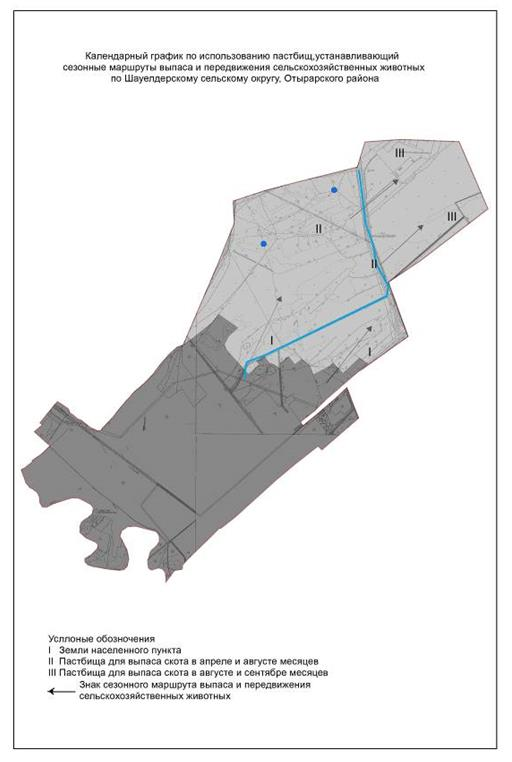 Календарный график по использованию пастбищ,устанавливающий
сезонные маршруты выпаса и передвижения сельскохозяйственных животных
по Шауелдерскому сельскому округу, Отырарского района
III
III
II
II
I
I
Усллоные обозночения
I Земли населенного пункта
II Пастбища для выпаса скота в апреле и августе месяцев
III Пастбища для выпаса скота в августе и сентябре месяцев
Знак сезонного маршрута выпаса и передвижения
сельскохозяйственных животных